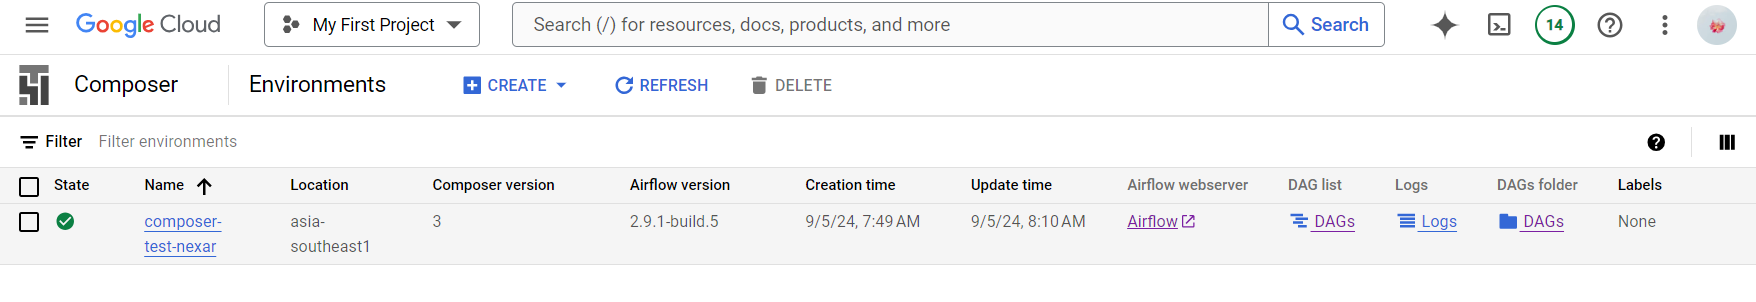 Google Cloud
My First Project
Search (/) for resources, docs, products, and more
Search
14
Composer
Environments
CREATE
REFRESH
DELETE
Filter
Filter environments
State
Name
Location
Composer version
Airflow version
Creation time
Update time
Airflow webserver
DAG list
Logs
DAGs folder
Labels
composer-
test-nexar
asia-
southeast1
3
2.9.1-build.5
9/5/24, 7:49 AM
9/5/24, 8:10 AM
Airflow
DAGs
Logs
DAGs
None